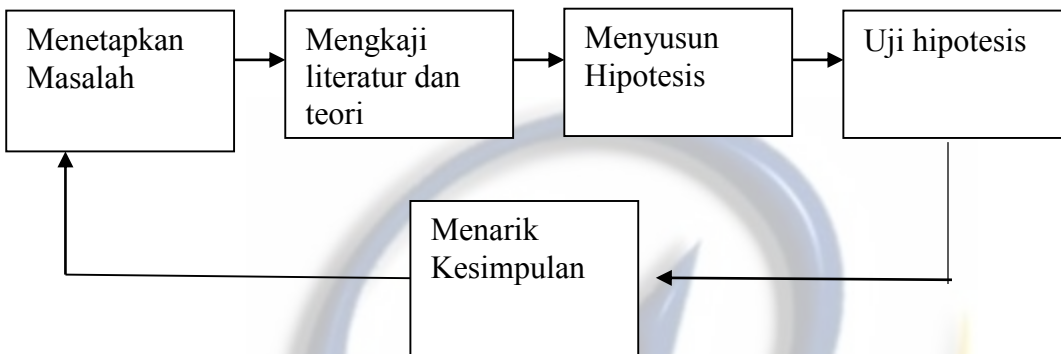 Menetapkan
Masalah
Mengkaji
literatur dan
teori
Menyusun
Hipotesis
Uji hipotesis
Menarik
Kesimpulan